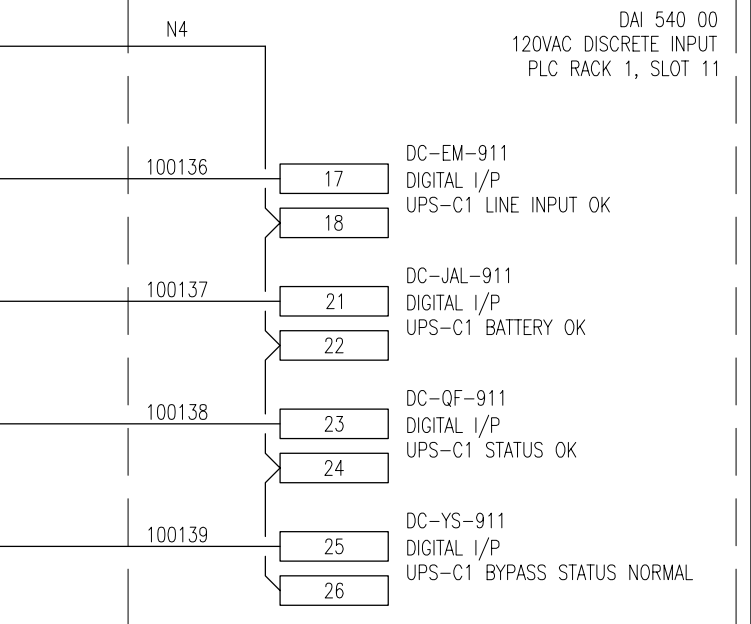 N4
DAI 540 00
120VAC DISCRETE INPUT
PLC RACK 1, SLOT 11
100136
17
18
DC-EM-911
DIGITAL I/P
UPS-C1 LINE INPUT OK
100137
21
22
DC-JAL-911
DIGITAL I/P
UPS-C1 BATTERY OK
100138
23
24
DC-QF-911
DIGITAL I/P
UPS-C1 STATUS OK
100139
25
26
DC-YS-911
DIGITAL I/P
UPS-C1 BYPASS STATUS NORMAL